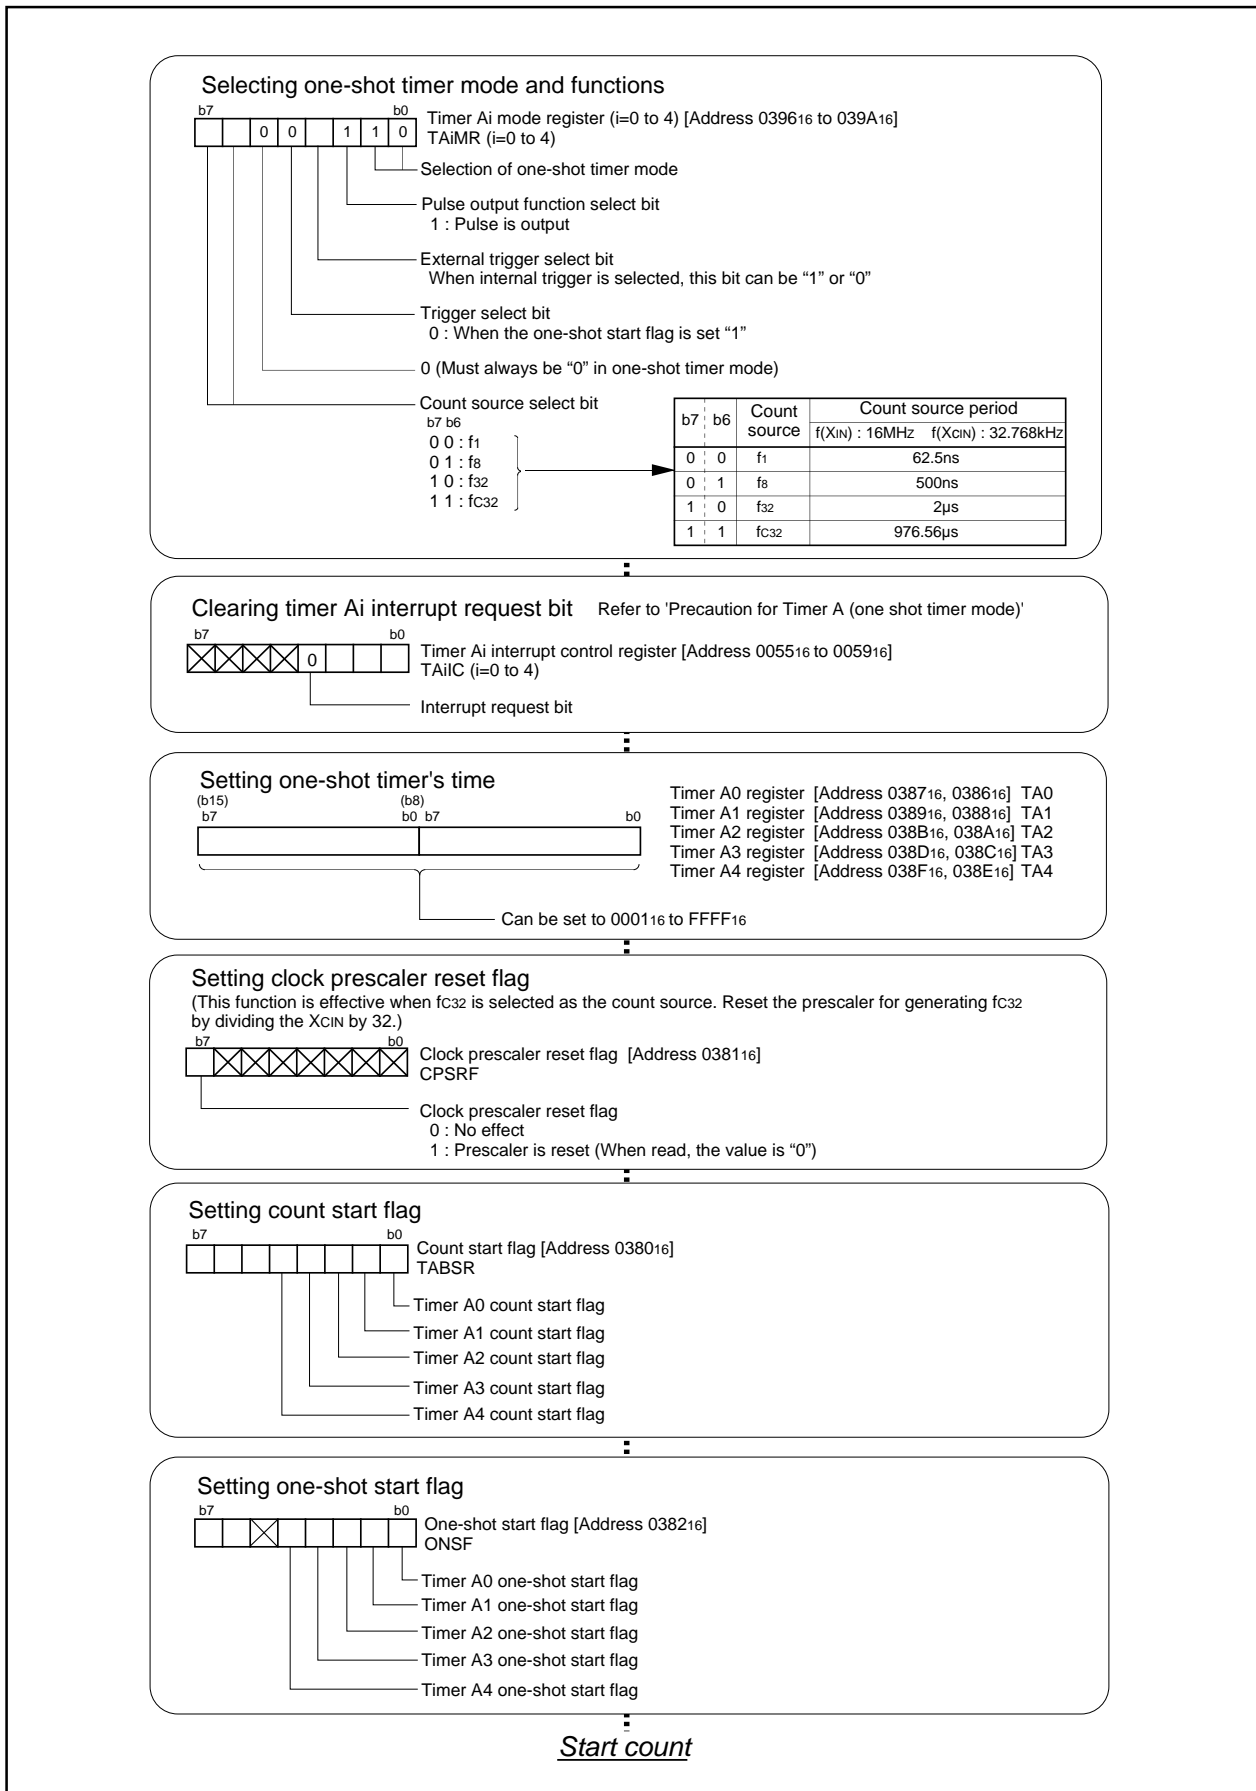 Selecting one-shot timer mode and functions
b7 b0
0 0 1 1 0
Timer Ai mode register (i=0 to 4) [Address 039616 to 039A16]
TAiMR (i=0 to 4)
Selection of one-shot timer mode
Pulse output function select bit
1 : Pulse is output
External trigger select bit
When internal trigger is selected, this bit can be “1” or “0”
Trigger select bit
0 : When the one-shot start flag is set “1”
0 (Must always be “0” in one-shot timer mode)
Count source select bit
b7 b6
0 0 : f1
0 1 : f8
1 0 : f32
1 1 : fC32
b7 b6 Count source Count source period
f(XIN) : 16MHz f(XCIN) : 32.768kHz
0 0 f1 62.5ns
0 1 f8 500ns
1 0 f32 2µs
1 1 fC32 976.56µs
Clearing timer Ai interrupt request bit Refer to 'Precaution for Timer A (one shot timer mode)'
b7 b0
0
Timer Ai interrupt control register [Address 005516 to 005916]
TAiIC (i=0 to 4)
Interrupt request bit
Setting one-shot timer's time
(b15) (b8)
b7 b0 b7 b0
Timer A0 register [Address 038716, 038616] TA0
Timer A1 register [Address 038916, 038816] TA1
Timer A2 register [Address 038B16, 038A16] TA2
Timer A3 register [Address 038D16, 038C16] TA3
Timer A4 register [Address 038F16, 038E16] TA4
Can be set to 000116 to FFFF16
Setting clock prescaler reset flag
(This function is effective when fC32 is selected as the count source. Reset the prescaler for generating fC32
by dividing the XCIN by 32.)
b7 b0
Clock prescaler reset flag [Address 038116]
CPSRF
Clock prescaler reset flag
0 : No effect
1 : Prescaler is reset (When read, the value is “0”)
Setting count start flag
b7 b0
Count start flag [Address 038016]
TABSR
Timer A0 count start flag
Timer A1 count start flag
Timer A2 count start flag
Timer A3 count start flag
Timer A4 count start flag
Setting one-shot start flag
b7 b0
One-shot start flag [Address 038216]
ONSF
Timer A0 one-shot start flag
Timer A1 one-shot start flag
Timer A2 one-shot start flag
Timer A3 one-shot start flag
Timer A4 one-shot start flag
Start count